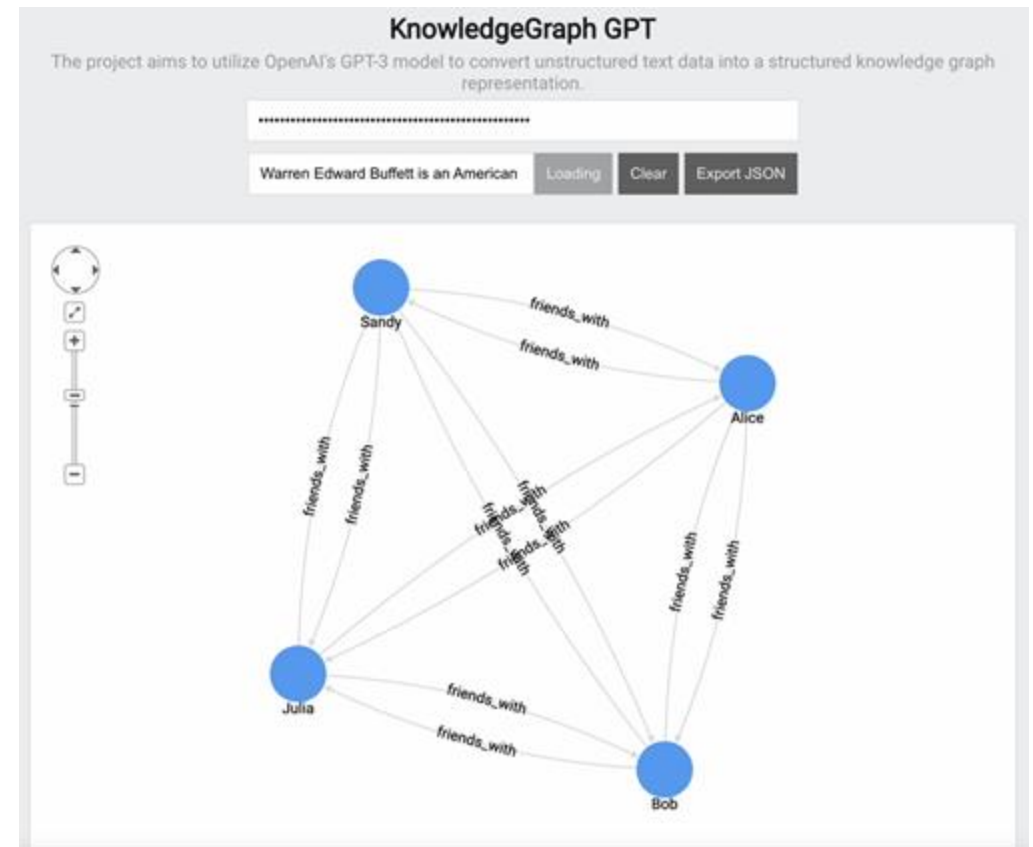 KnowledgeGraph GPT
The project aims to utilize OpenAI's GPT-3 model to convert unstructured text data into a structured knowledge graph
representation.
Warren Edward Buffett is an American
Loading
Clear
Export JSON
Sandy
friends_with
friends_with
Alice
friends_with
friends_with
friends_with
friends_with
friends_with
friends_with
friends_with
friends_with
Julia
friends_with
friends_with
Bob